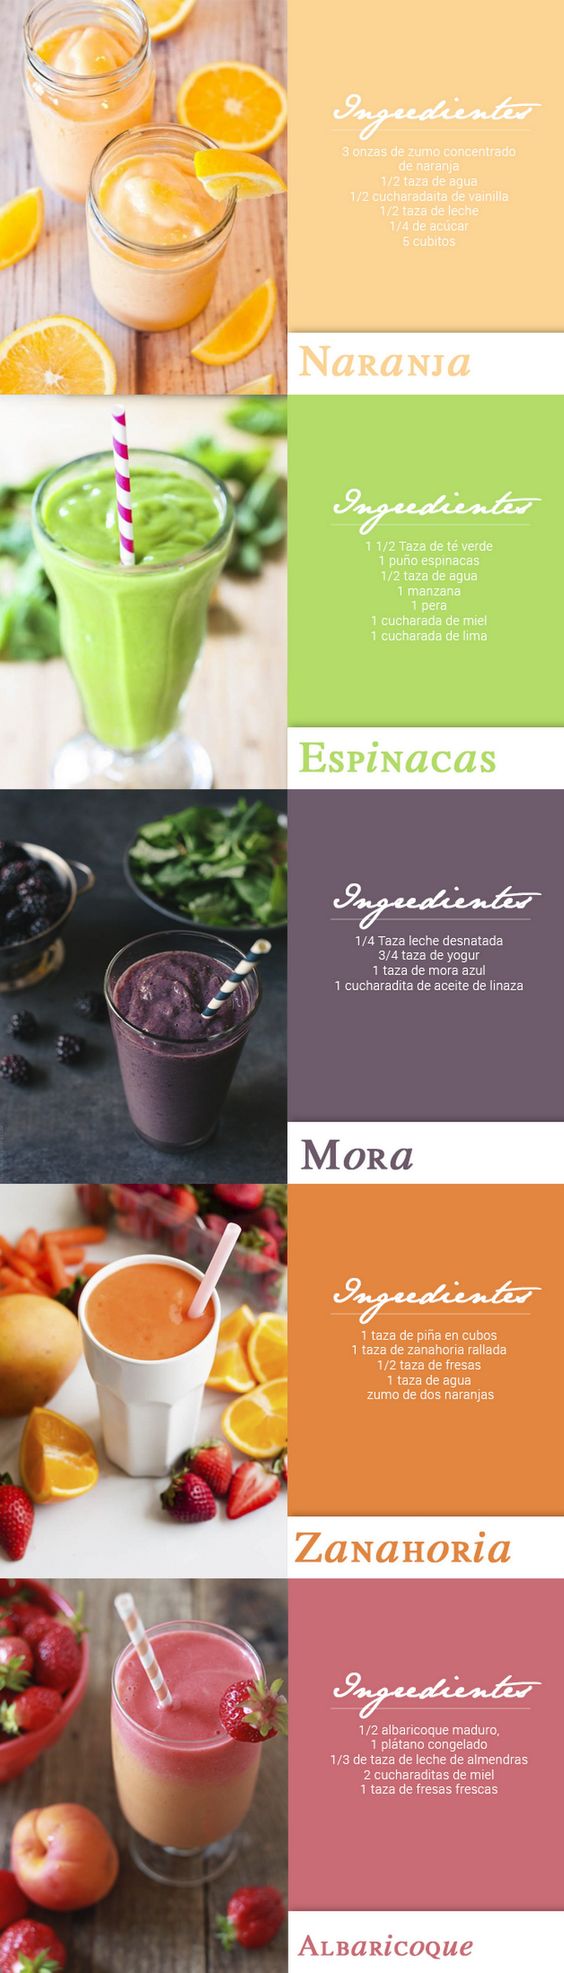 Ingredientes
3 onzas de zumo concentrado
de naranja
1/2 taza de agua
1/2 cucharadaita de vainilla
1/2 taza de leche
1/4 de acúcar
5 cubitos
Naranja
Ingredientes
1 1/2 Taza de té verde
1 puño espinacas
1/2 taza de agua
1 manzana
1 pera
1 cucharada de miel
1 cucharada de lima
Espinacas
Ingredientes
1/4 Taza leche desnatada
3/4 taza de yogur
1 taza de mora azul
1 cucharadita de aceite de linaza
Mora
Ingredientes
1 taza de piña en cubos
1 taza de zanahoria rallada
1/2 taza de fresas
1 taza de agua
zumo de dos naranjas
Zanahoria
Ingredientes
1/2 albaricoque maduro,
1 plátano congelado
1/3 de taza de leche de almendras
2 cucharaditas de miel
1 taza de fresas frescas
Albaricoque